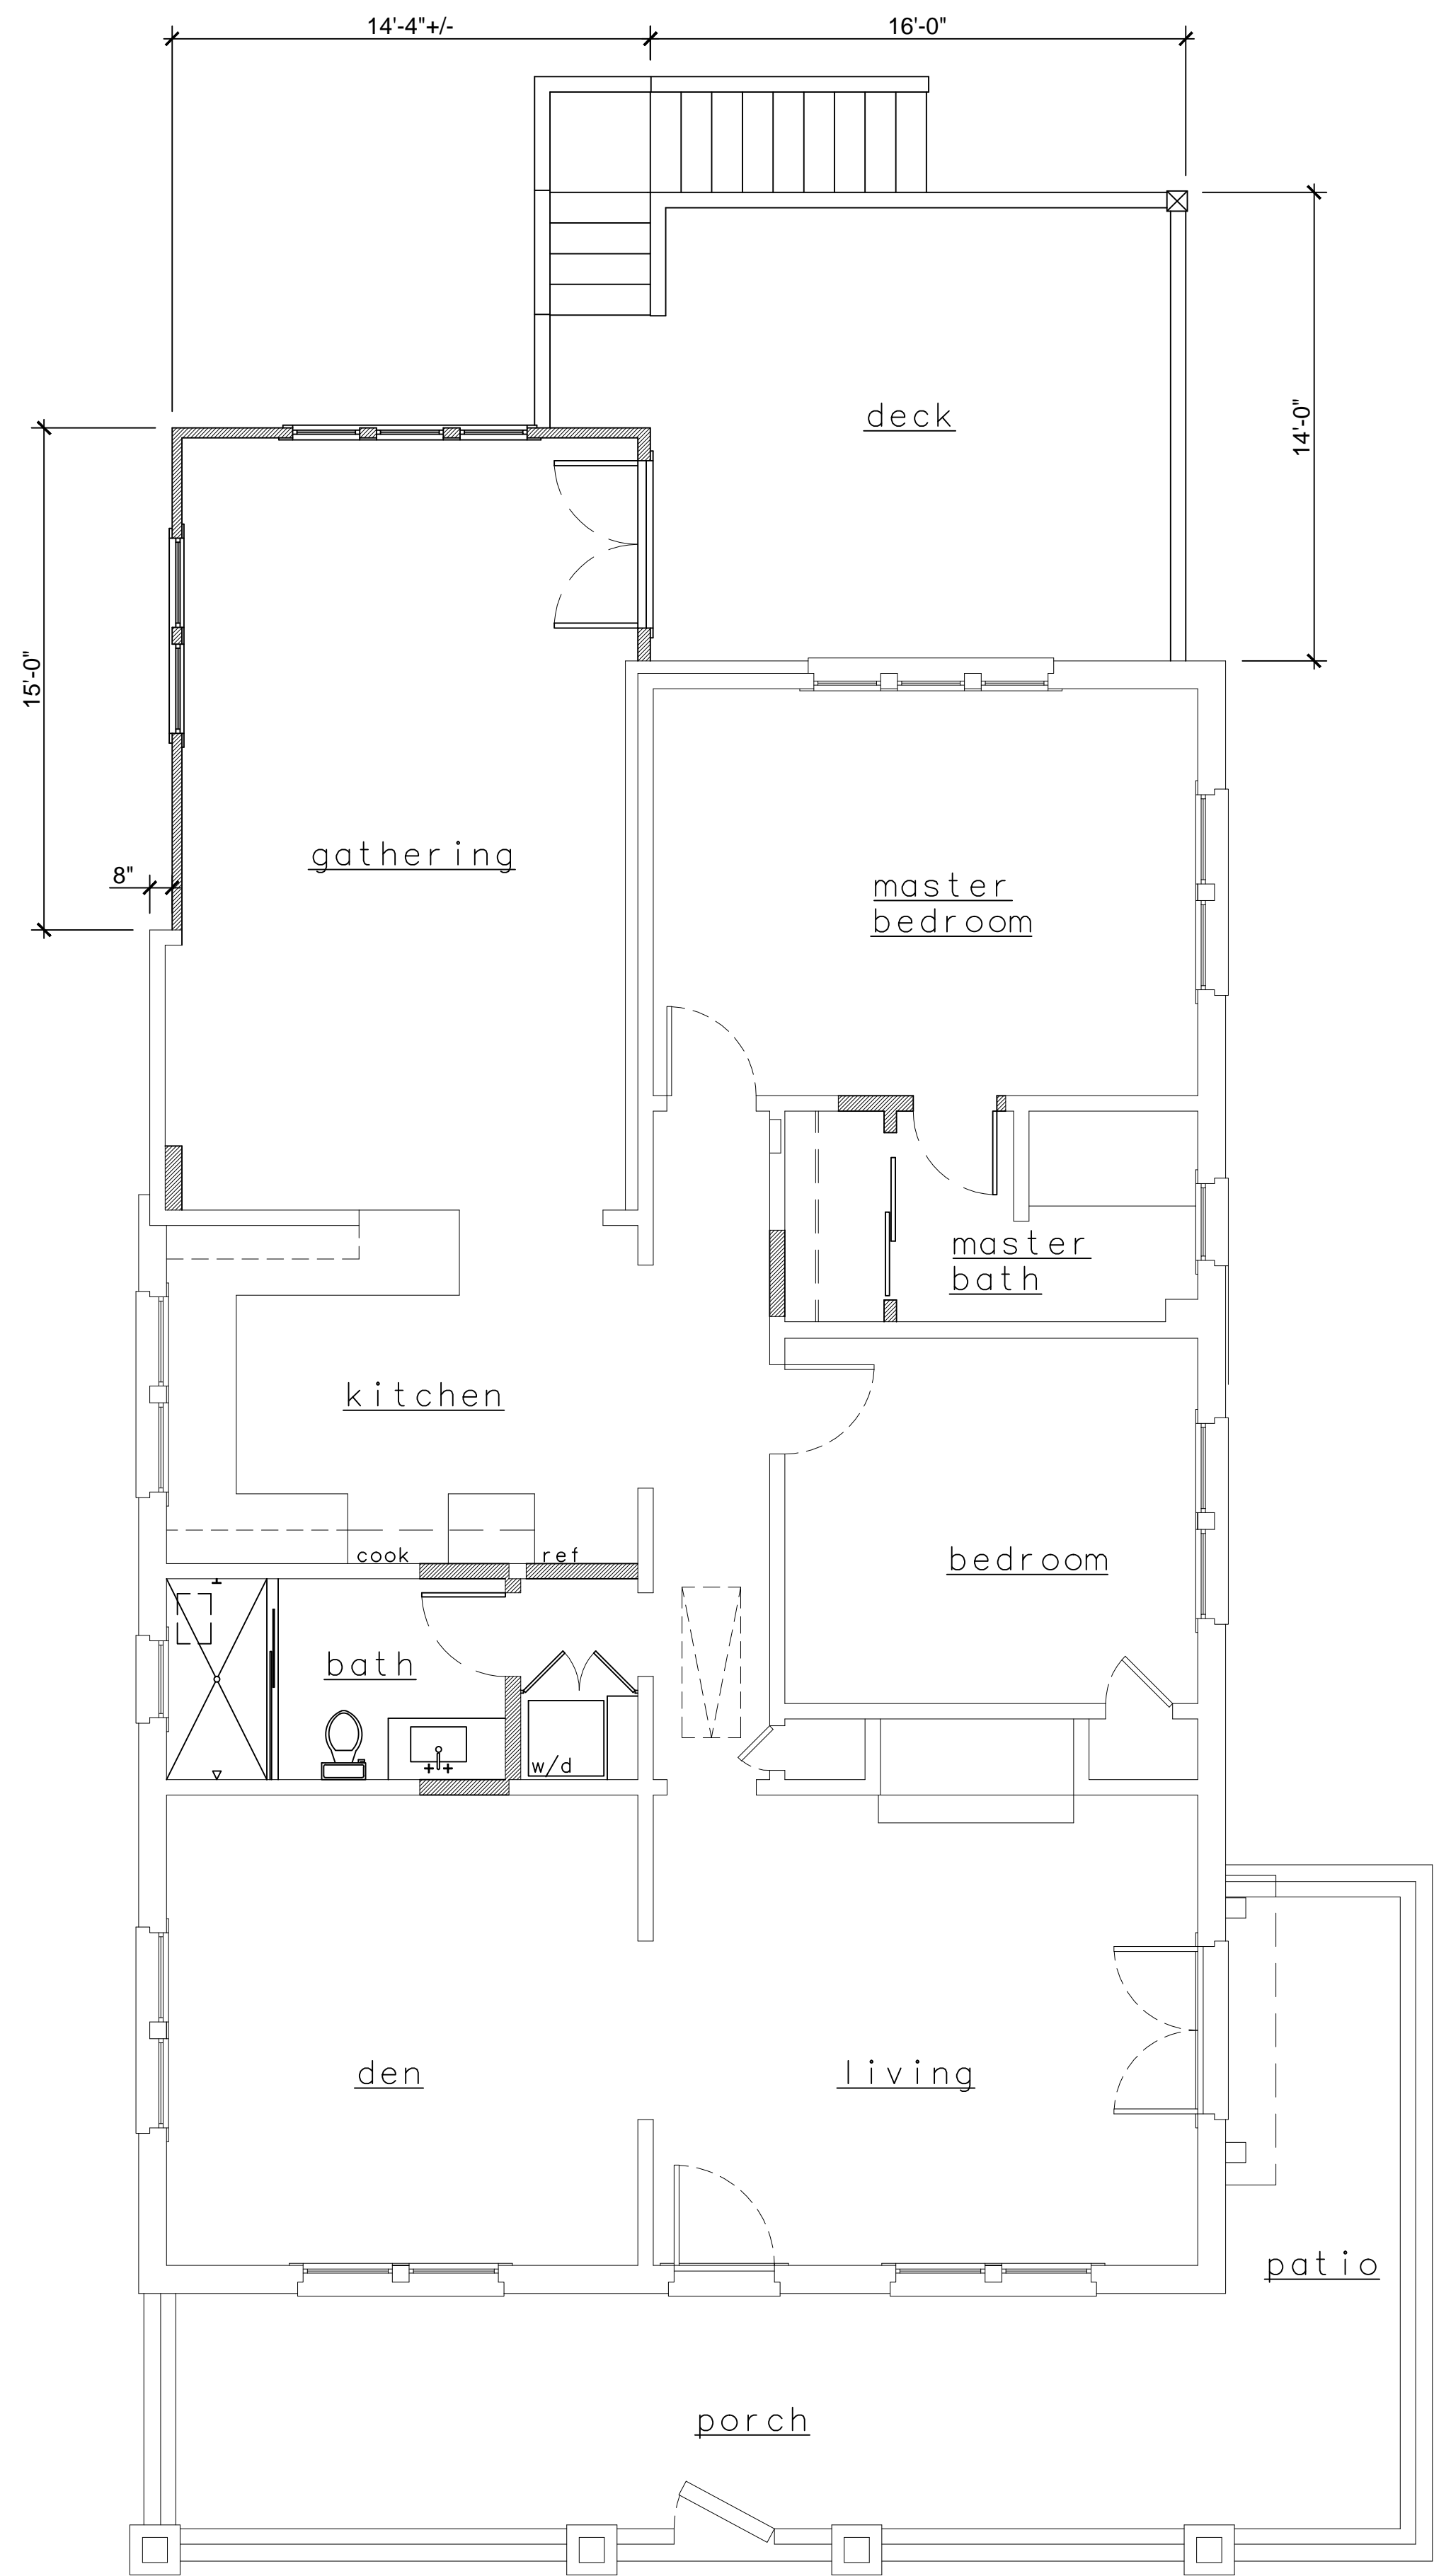 14'-4"+/-
16'-0"
deck
14'-0"
15'-0"
gathering
8"
master
bedroom
master
bath
kitchen
cook
ref
bedroom
bath
w/d
den
living
patio
porch